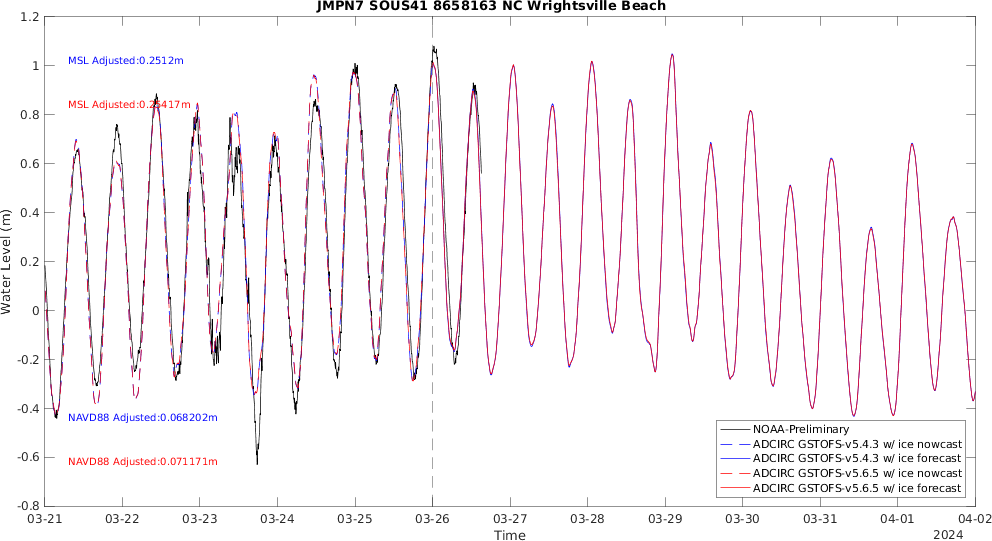 JMPN7 SOUS41 8658163 NC Wrightsville Beach
1.2
1
0.8
0.6
0.4
0.2
0
-0.2
-0.4
-0.6
-0.8
Water Level (m)
MSL Adjusted:0.2512m
MSL Adjusted:0.25417m
NAVD88 Adjusted:0.068202m
NAVD88 Adjusted:0.071171m
NOAA-Preliminary
ADCIRC GSTOFS-v5.4.3 w/ ice nowcast
ADCIRC GSTOFS-v5.4.3 w/ ice forecast
ADCIRC GSTOFS-v5.6.5 w/ ice nowcast
ADCIRC GSTOFS-v5.6.5 w/ ice forecast
03-21 03-22 03-23 03-24 03-25 03-26 03-27 03-28 03-29 03-30 03-31 04-01 04-02
Time
2024